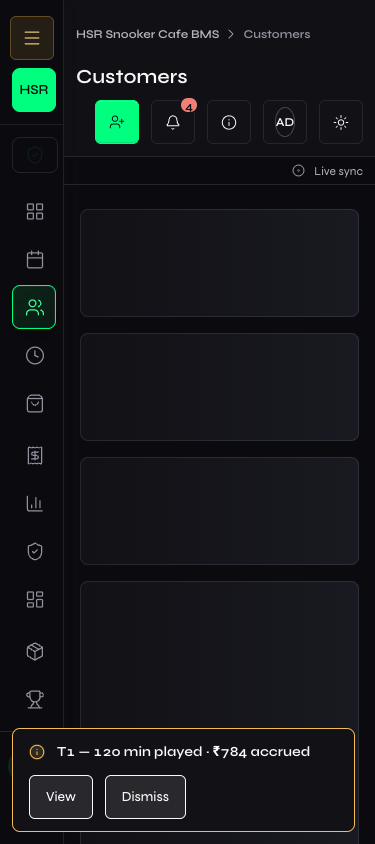 HSR
HSR Snooker Cafe BMS > Customers
Customers
4
AD
Live sync
T1 — 120 min played · ₹784 accrued
View
Dismiss